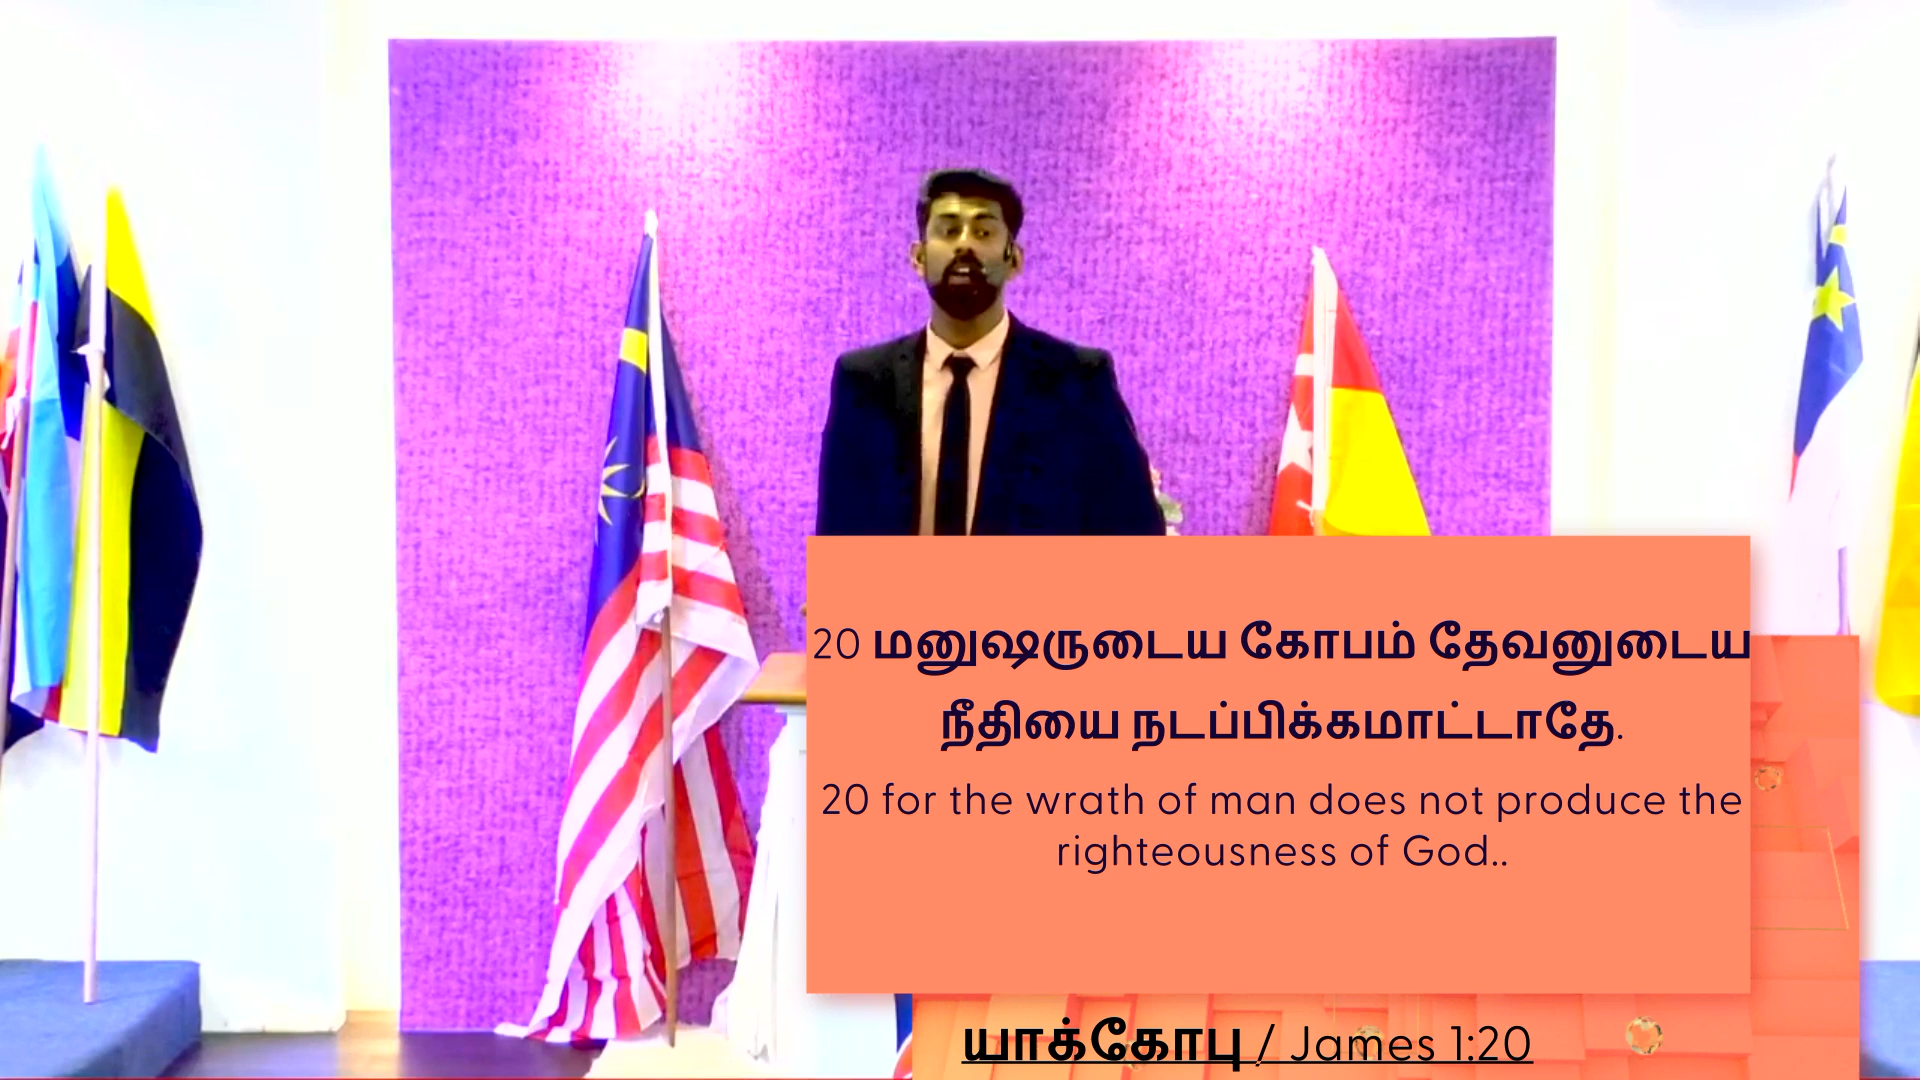 20 மனுஷருடைய கோபம் தேவனுடைய
நீதியை நடப்பிக்கமாட்டாதே.
20 for the wrath of man does not produce the
righteousness of God..
யாக்கோபு / James 1:20